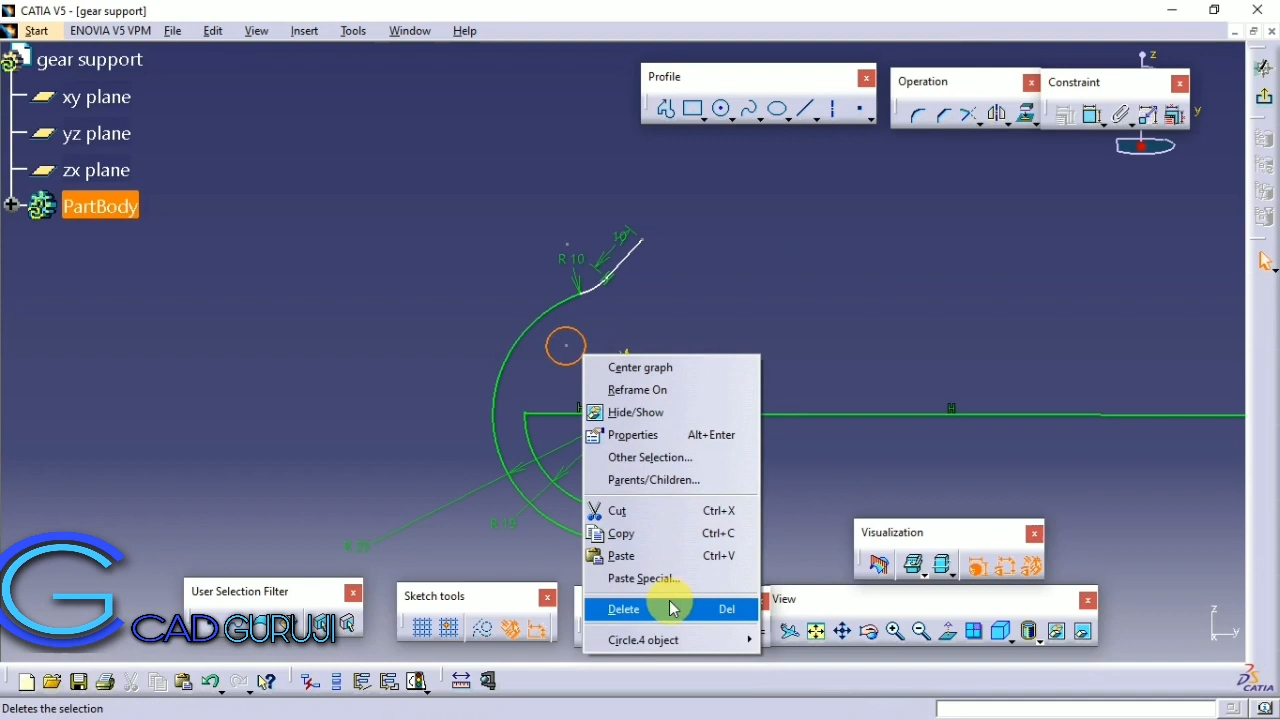 CATIA V5 - [gear support]
Start ENOVIA V5 VPM File Edit View Insert Tools Window Help
gear support
xy plane
yz plane
zx plane
PartBody
Profile
Operation
Constraint
z
y
10
R 10
H
Center graph
Reframe On
Hide/Show
Properties Alt+Enter
Other Selection...
Parents/Children...
Cut Ctrl+X
Copy Ctrl+C
Paste Ctrl+V
Paste Special...
Delete Del
Circle.4 object
Visualization
User Selection Filter
Sketch tools
View
G
CAD GURUJI
z
y
x
CATIA
Deletes the selection